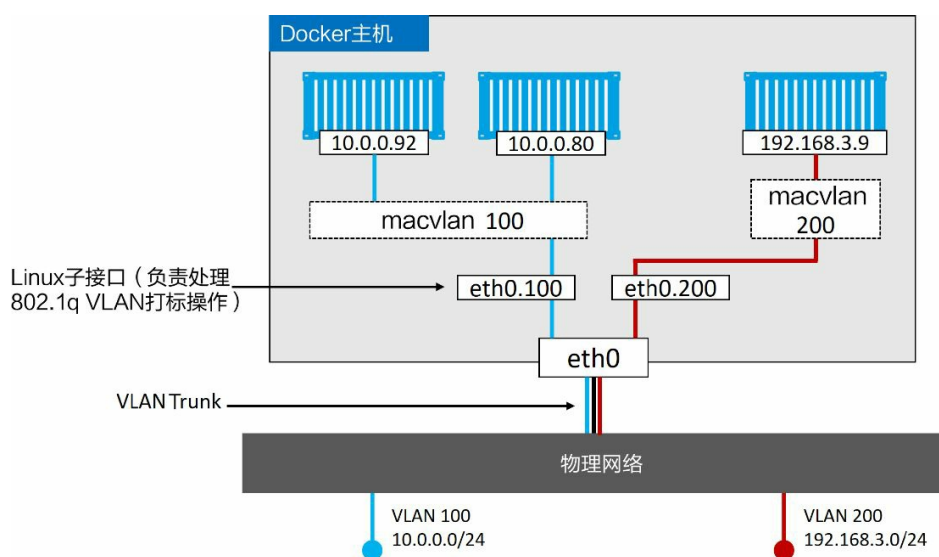 Docker主机
10.0.0.92
10.0.0.80
192.168.3.9
macvlan 100
macvlan
200
Linux子接口（负责处理
802.1q VLAN打标操作）
eth0.100
eth0.200
eth0
VLAN Trunk
物理网络
VLAN 100
10.0.0.0/24
VLAN 200
192.168.3.0/24